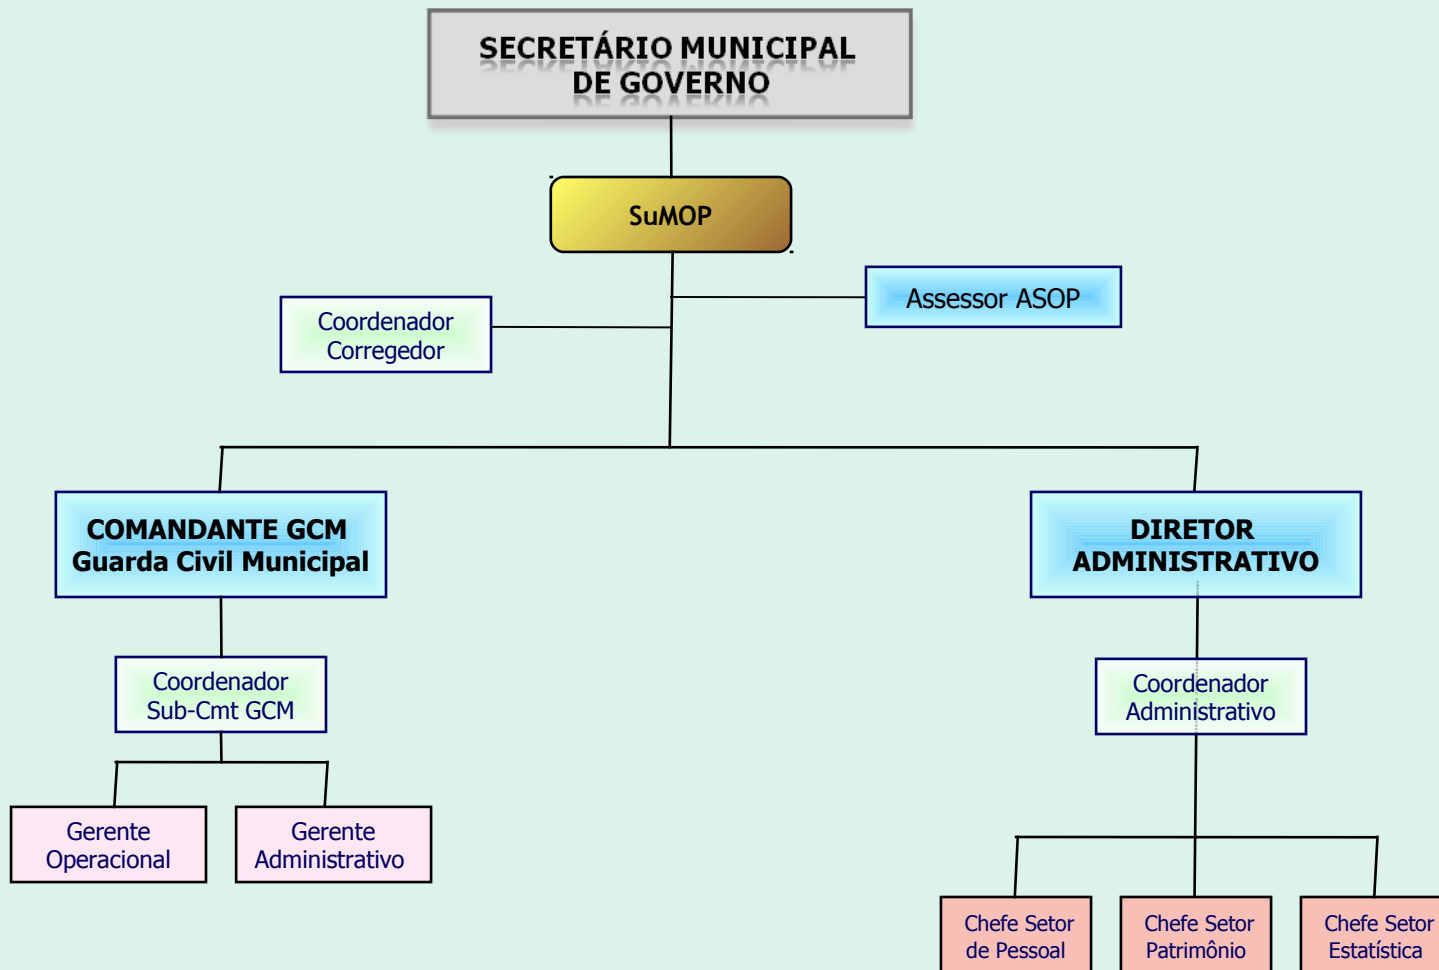 SECRETÁRIO MUNICIPAL
DE GOVERNO
SuMOP
Assessor ASOP
Coordenador
Corregedor
COMANDANTE GCM
Guarda Civil Municipal
DIRETOR
ADMINISTRATIVO
Coordenador
Sub-Cmt GCM
Coordenador
Administrativo
Gerente
Operacional
Gerente
Administrativo
Chefe Setor
de Pessoal
Chefe Setor
Patrimônio
Chefe Setor
Estatística